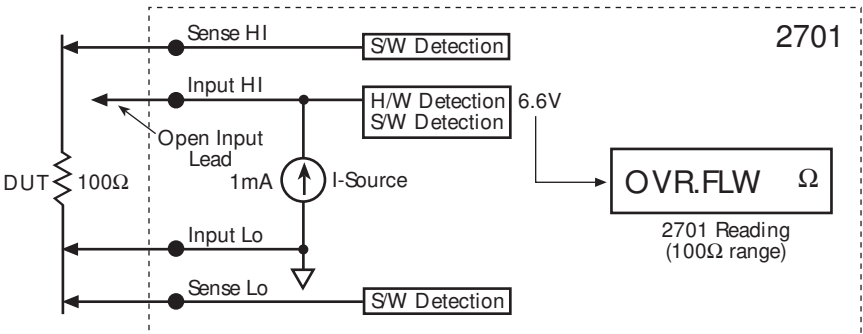 2701
Sense HI
S/W Detection
Input HI
H/W Detection
S/W Detection
6.6V
Open Input
Lead
DUT
100Ω
1mA
I-Source
OVR.FLW Ω
2701 Reading
(100Ω range)
Input Lo
Sense Lo
S/W Detection